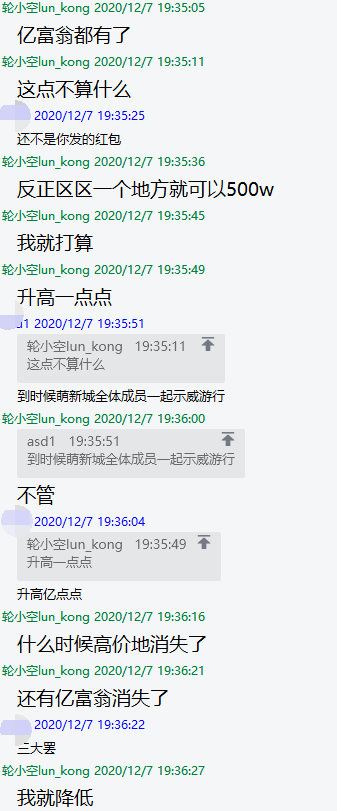 轮小空lun_kong 2020/12/7 19:35:05
亿富翁都有了
轮小空lun_kong 2020/12/7 19:35:11
这点不算什么
2020/12/7 19:35:25
还不是你发的红包
轮小空lun_kong 2020/12/7 19:35:36
反正区区一个地方就可以500w
轮小空lun_kong 2020/12/7 19:35:45
我就打算
轮小空lun_kong 2020/12/7 19:35:49
升高一点点
2020/12/7 19:35:51
轮小空lun_kong 19:35:11
这点不算什么
到时候萌新城全体成员一起示威游行
轮小空lun_kong 2020/12/7 19:36:00
asd1 19:35:51
到时候萌新城全体成员一起示威游行
不管
2020/12/7 19:36:04
轮小空lun_kong 19:35:49
升高一点点
升高亿点点
轮小空lun_kong 2020/12/7 19:36:16
什么时候高价地消失了
轮小空lun_kong 2020/12/7 19:36:21
还有亿富翁消失了
2020/12/7 19:36:22
三大罢
轮小空lun_kong 2020/12/7 19:36:27
我就降低